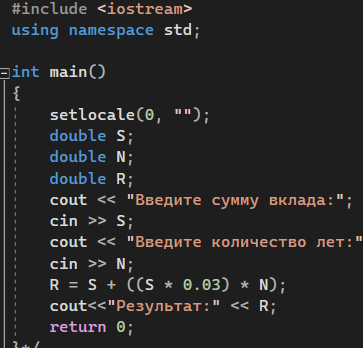 #include <iostream>
using namespace std;
int main()
{
setlocale(0, "");
double S;
double N;
double R;
cout << "Введите сумму вклада:";
cin >> S;
cout << "Введите количество лет:"
cin >> N;
R = S + ((S * 0.03) * N);
cout<<"Результат:" << R;
return 0;
}*/